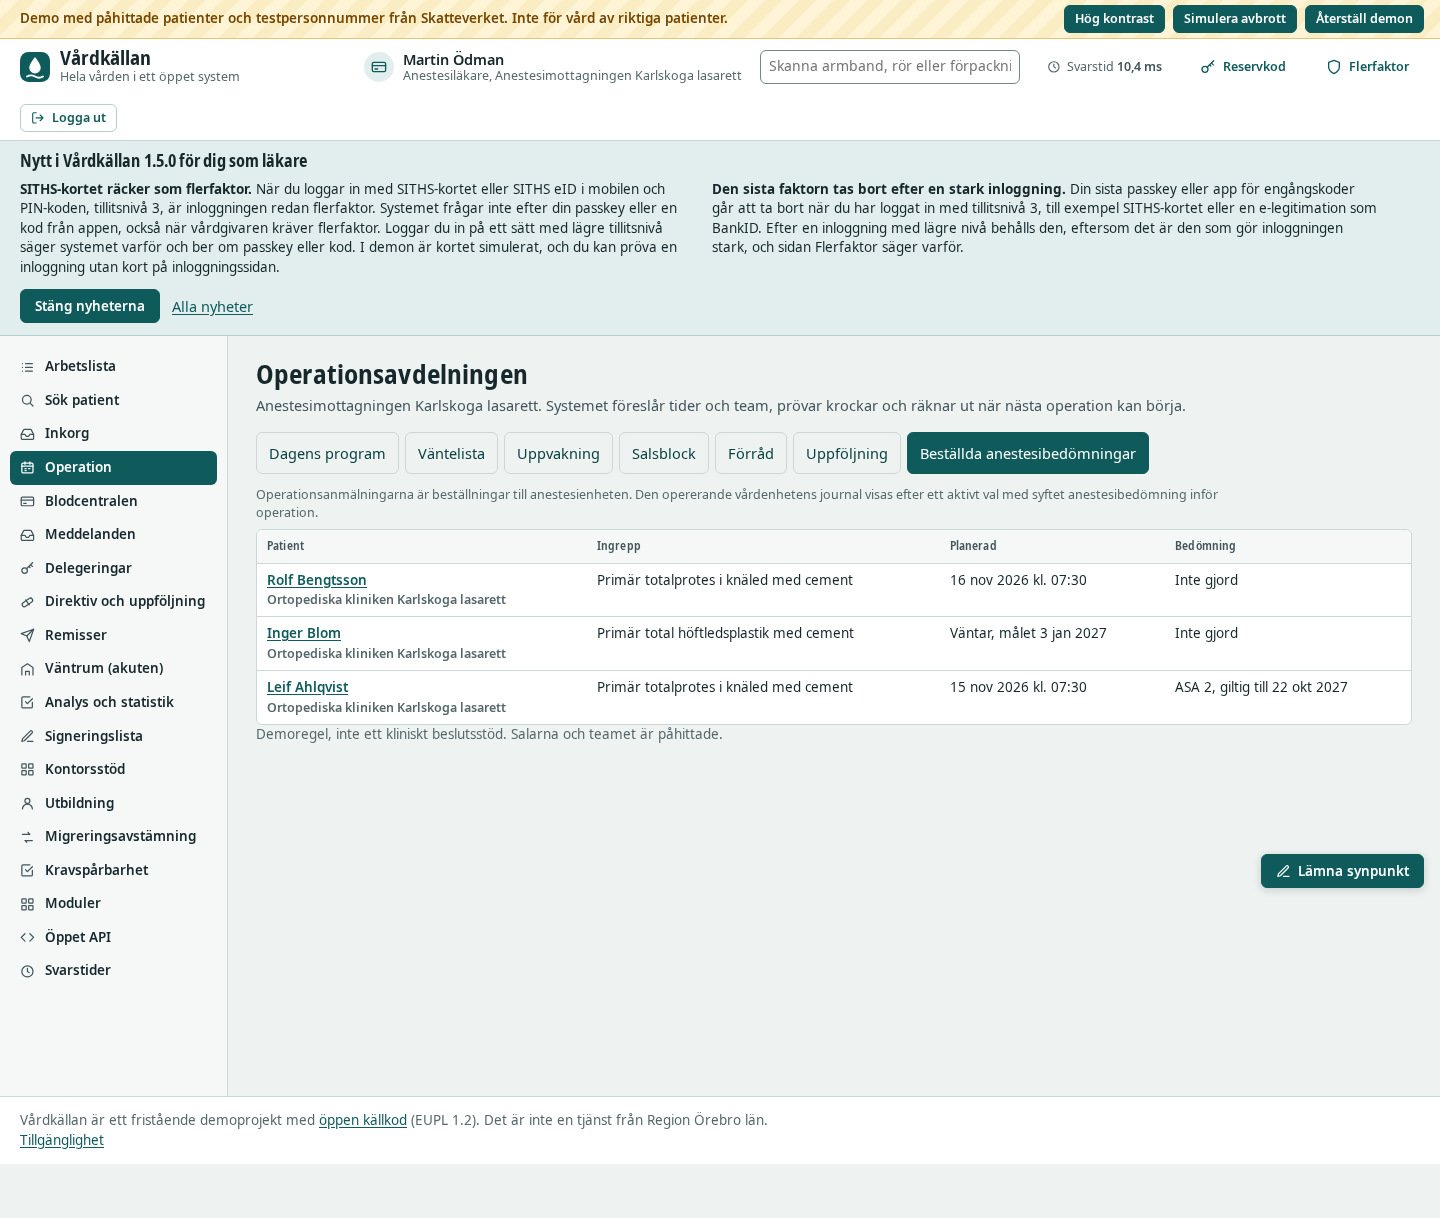 Demo med påhittade patienter och testpersonnummer från Skatteverket. Inte för vård av riktiga patienter.
Hög kontrast
Simulera avbrott
Återställ demon
Vårdkällan
Hela vården i ett öppet system
Martin Ödman
Anestesiläkare, Anestesimottagningen Karlskoga lasarett
Skanna armband, rör eller förpackni
Svarstid 10,4 ms
Reservkod
Flerfaktor
Logga ut
Nytt i Vårdkällan 1.5.0 för dig som läkare
SITHS-kortet räcker som flerfaktor. När du loggar in med SITHS-kortet eller SITHS eID i mobilen och
PIN-koden, tillitsnivå 3, är inloggningen redan flerfaktor. Systemet frågar inte efter din passkey eller en
kod från appen, också när vårdgivaren kräver flerfaktor. Loggar du in på ett sätt med lägre tillitsnivå
säger systemet varför och ber om passkey eller kod. I demon är kortet simulerat, och du kan pröva en
inloggning utan kort på inloggningssidan.
Den sista faktorn tas bort efter en stark inloggning. Din sista passkey eller app för engångskoder
går att ta bort när du har loggat in med tillitsnivå 3, till exempel SITHS-kortet eller en e-legitimation som
BankID. Efter en inloggning med lägre nivå behålls den, eftersom det är den som gör inloggningen
stark, och sidan Flerfaktor säger varför.
Stäng nyheterna
Alla nyheter
Arbetslista
Sök patient
Inkorg
Operation
Blodcentralen
Meddelanden
Delegeringar
Direktiv och uppföljning
Remisser
Väntrum (akuten)
Analys och statistik
Signeringslista
Kontorsstöd
Utbildning
Migreringsavstämning
Kravspårbarhet
Moduler
Öppet API
Svarstider
Operationsavdelningen
Anestesimottagningen Karlskoga lasarett. Systemet föreslår tider och team, prövar krockar och räknar ut när nästa operation kan börja.
Dagens program
Väntelista
Uppvakning
Salsblock
Förråd
Uppföljning
Beställda anestesibedömningar
Operationsanmälningarna är beställningar till anestesienheten. Den opererande vårdenhetens journal visas efter ett aktivt val med syftet anestesibedömning inför
operation.
Patient Ingrepp Planerad Bedömning
Rolf Bengtsson Primär totalprotes i knäled med cement 16 nov 2026 kl. 07:30 Inte gjord
Ortopediska kliniken Karlskoga lasarett
Inger Blom Primär total höftledsplastik med cement Väntar, målet 3 jan 2027 Inte gjord
Ortopediska kliniken Karlskoga lasarett
Leif Ahlqvist Primär totalprotes i knäled med cement 15 nov 2026 kl. 07:30 ASA 2, giltig till 22 okt 2027
Ortopediska kliniken Karlskoga lasarett
Demoregel, inte ett kliniskt beslutsstöd. Salarna och teamet är påhittade.
Lämna synpunkt
Vårdkällan är ett fristående demoprojekt med öppen källkod (EUPL 1.2). Det är inte en tjänst från Region Örebro län.
Tillgänglighet